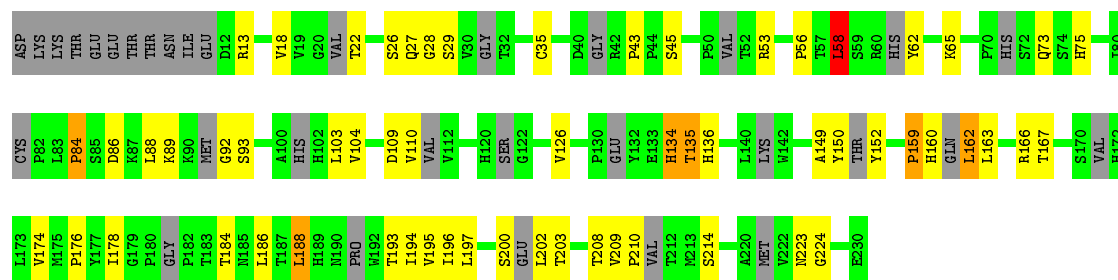 ASP LYS LYS THR GLU GLU THR THR ASN ILE GLU D12 R13 V18 V19 G20 VAL T22 S26 Q27 G28 S29 V30 GLY T32 C35 D40 GLY R42 P43 P44 S45 P50 VAL T52 R53 P56 T57 L58 S59 R60 HIS Y62 K65 P70 HIS S72 Q73 S74 H75
CYS P82 L83 P84 S85 D86 K87 L88 K89 K90 MET G92 S93 A100 HIS H102 L103 V104 D109 V110 VAL V112 H120 SER G122 V126 P130 GLU Y132 E133 H134 T135 H136 L140 LYS W142 A149 Y150 THR Y152 P159 H160 GLN L162 L163 R166 T167 S170 VAL H172
L173 V174 M175 P176 Y177 I178 G179 P180 GLY P182 T183 T184 N185 L186 T187 L188 H189 N190 PRO W192 T193 I194 V195 I196 L197 S200 GLU L202 T203 T208 V209 P210 VAL T212 M213 S214 A220 MET V222 N223 G224 E230